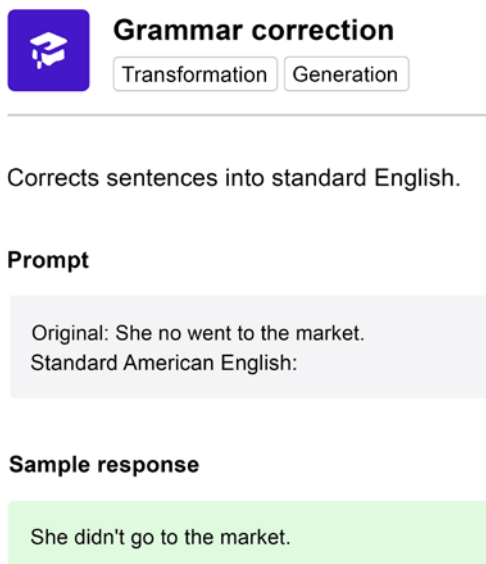 Grammar correction
Transformation Generation
Corrects sentences into standard English.
Prompt
Original: She no went to the market.
Standard American English:
Sample response
She didn't go to the market.